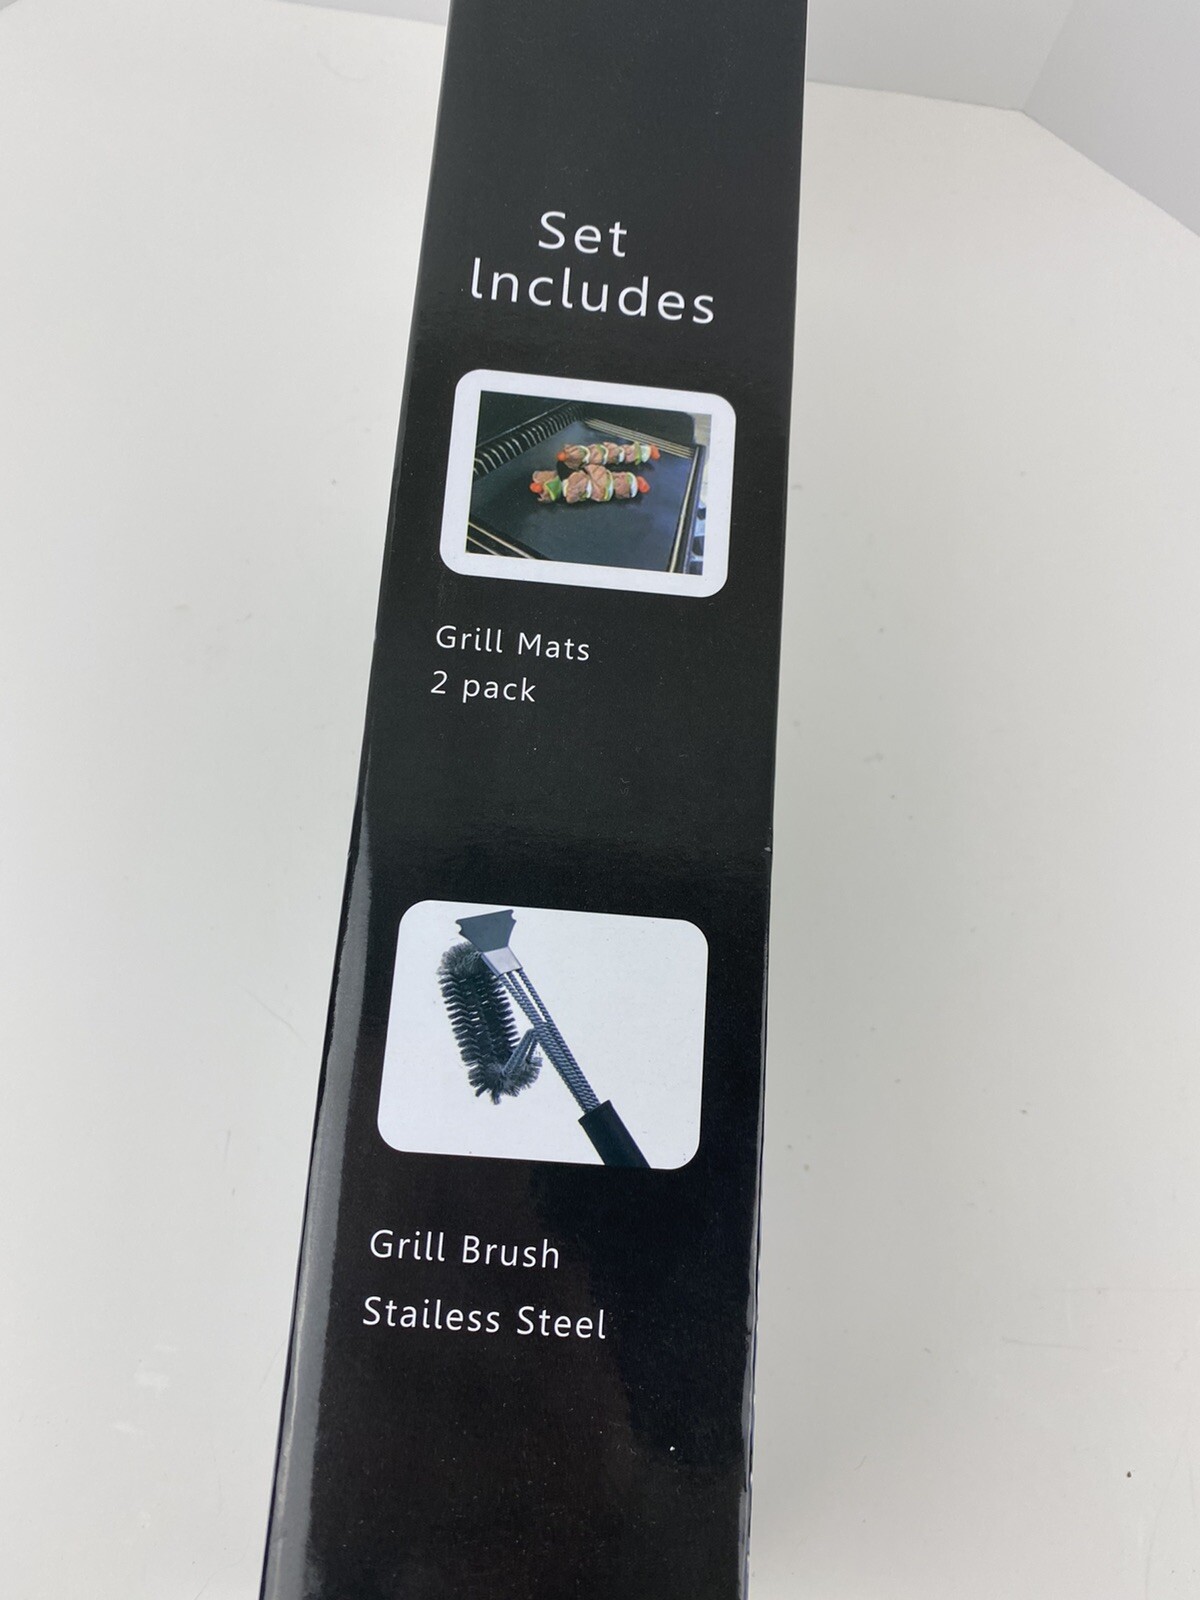 Set
Includes
Grill Mats
2 pack
Grill Brush
Stailess Steel